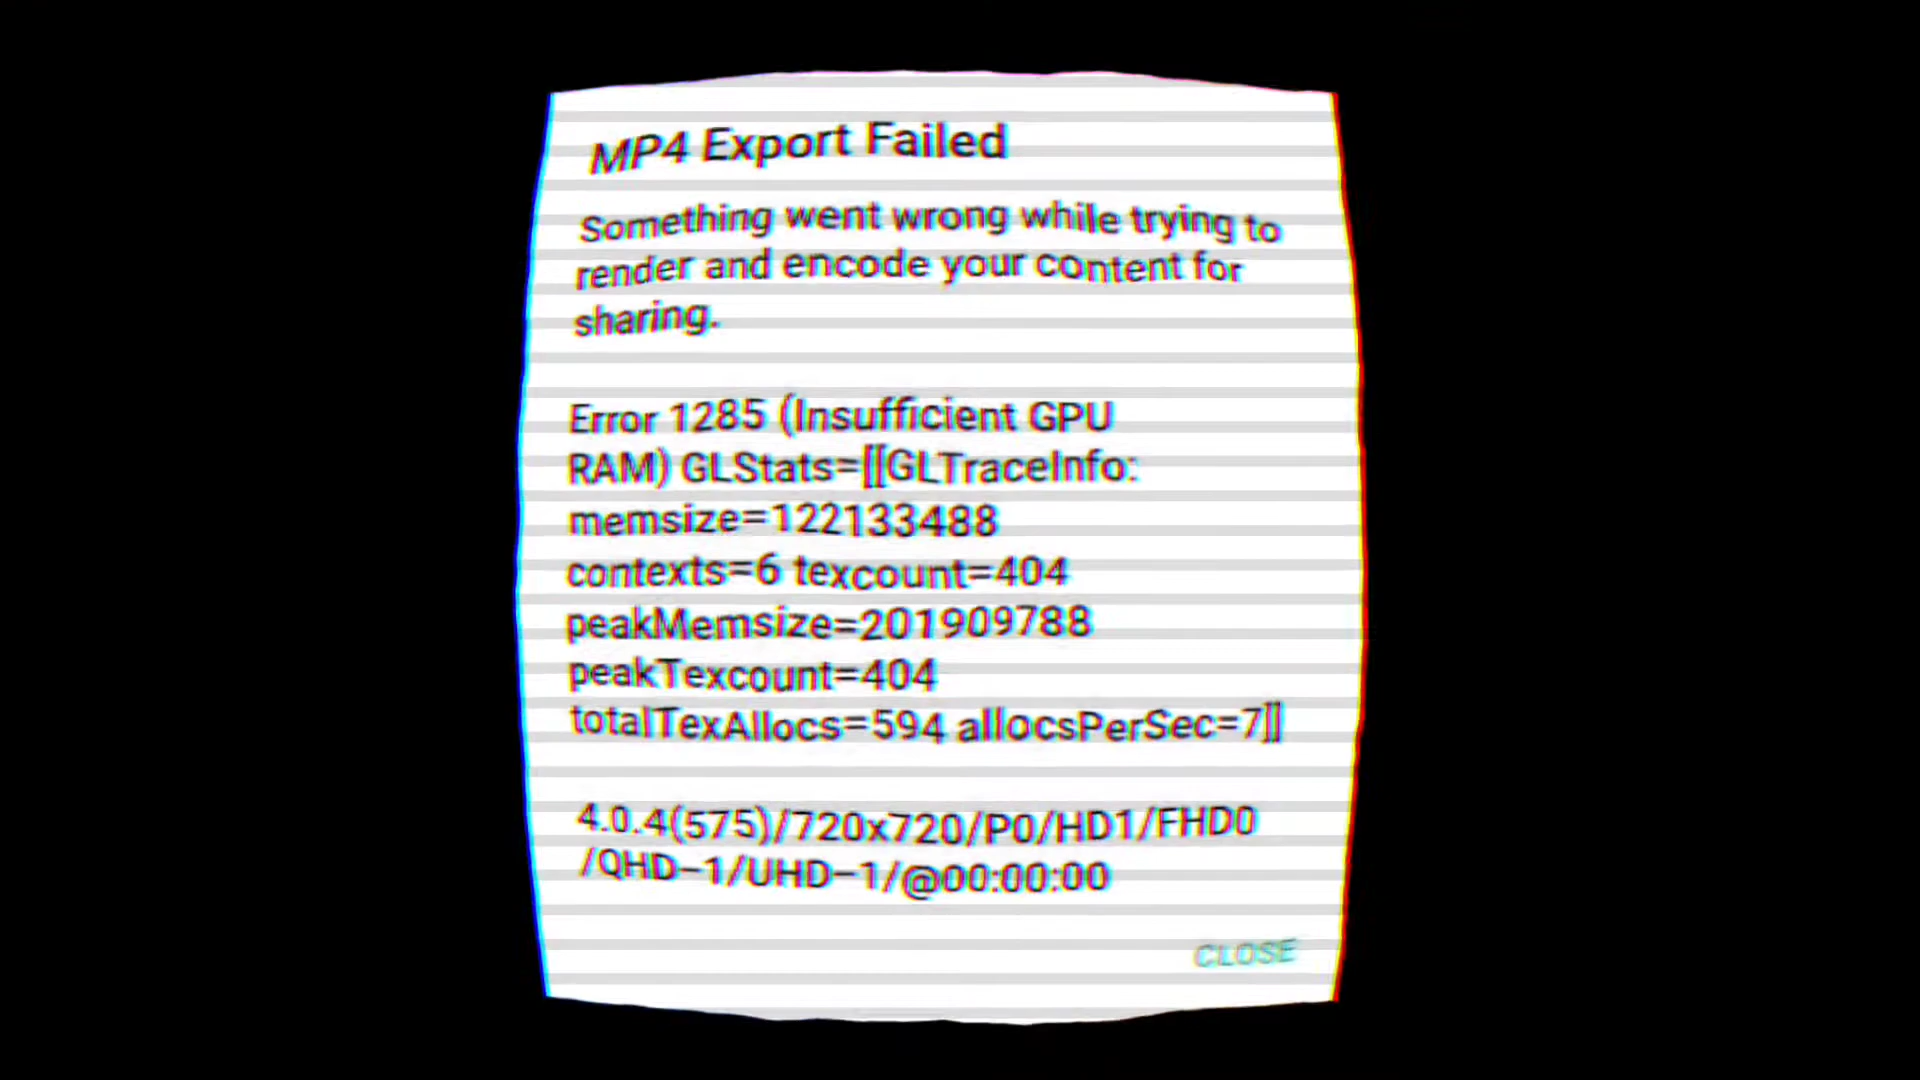 MP4 Export Failed
Something went wrong while trying to
render and encode your content for
sharing.
Error 1285 (Insufficient GPU
RAM) GLStats=[[GLTraceInfo:
memsize=122133488
contexts=6 texcount=404
peakMemsize=201909788
peakTexcount=404
totalTexAllocs=594 allocsPerSec=7]]
4.0.4(575)/720x720/P0/HD1/FHD0
/QHD–1/UHD–1/@00:00:00
CLOSE